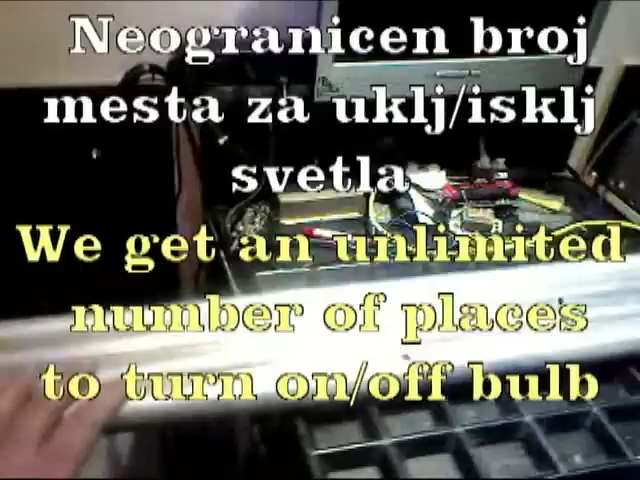 Neogranicen broj
mesta za uklj/isklj
svetla
We get an unlimited
number of places
to turn on/off bulb